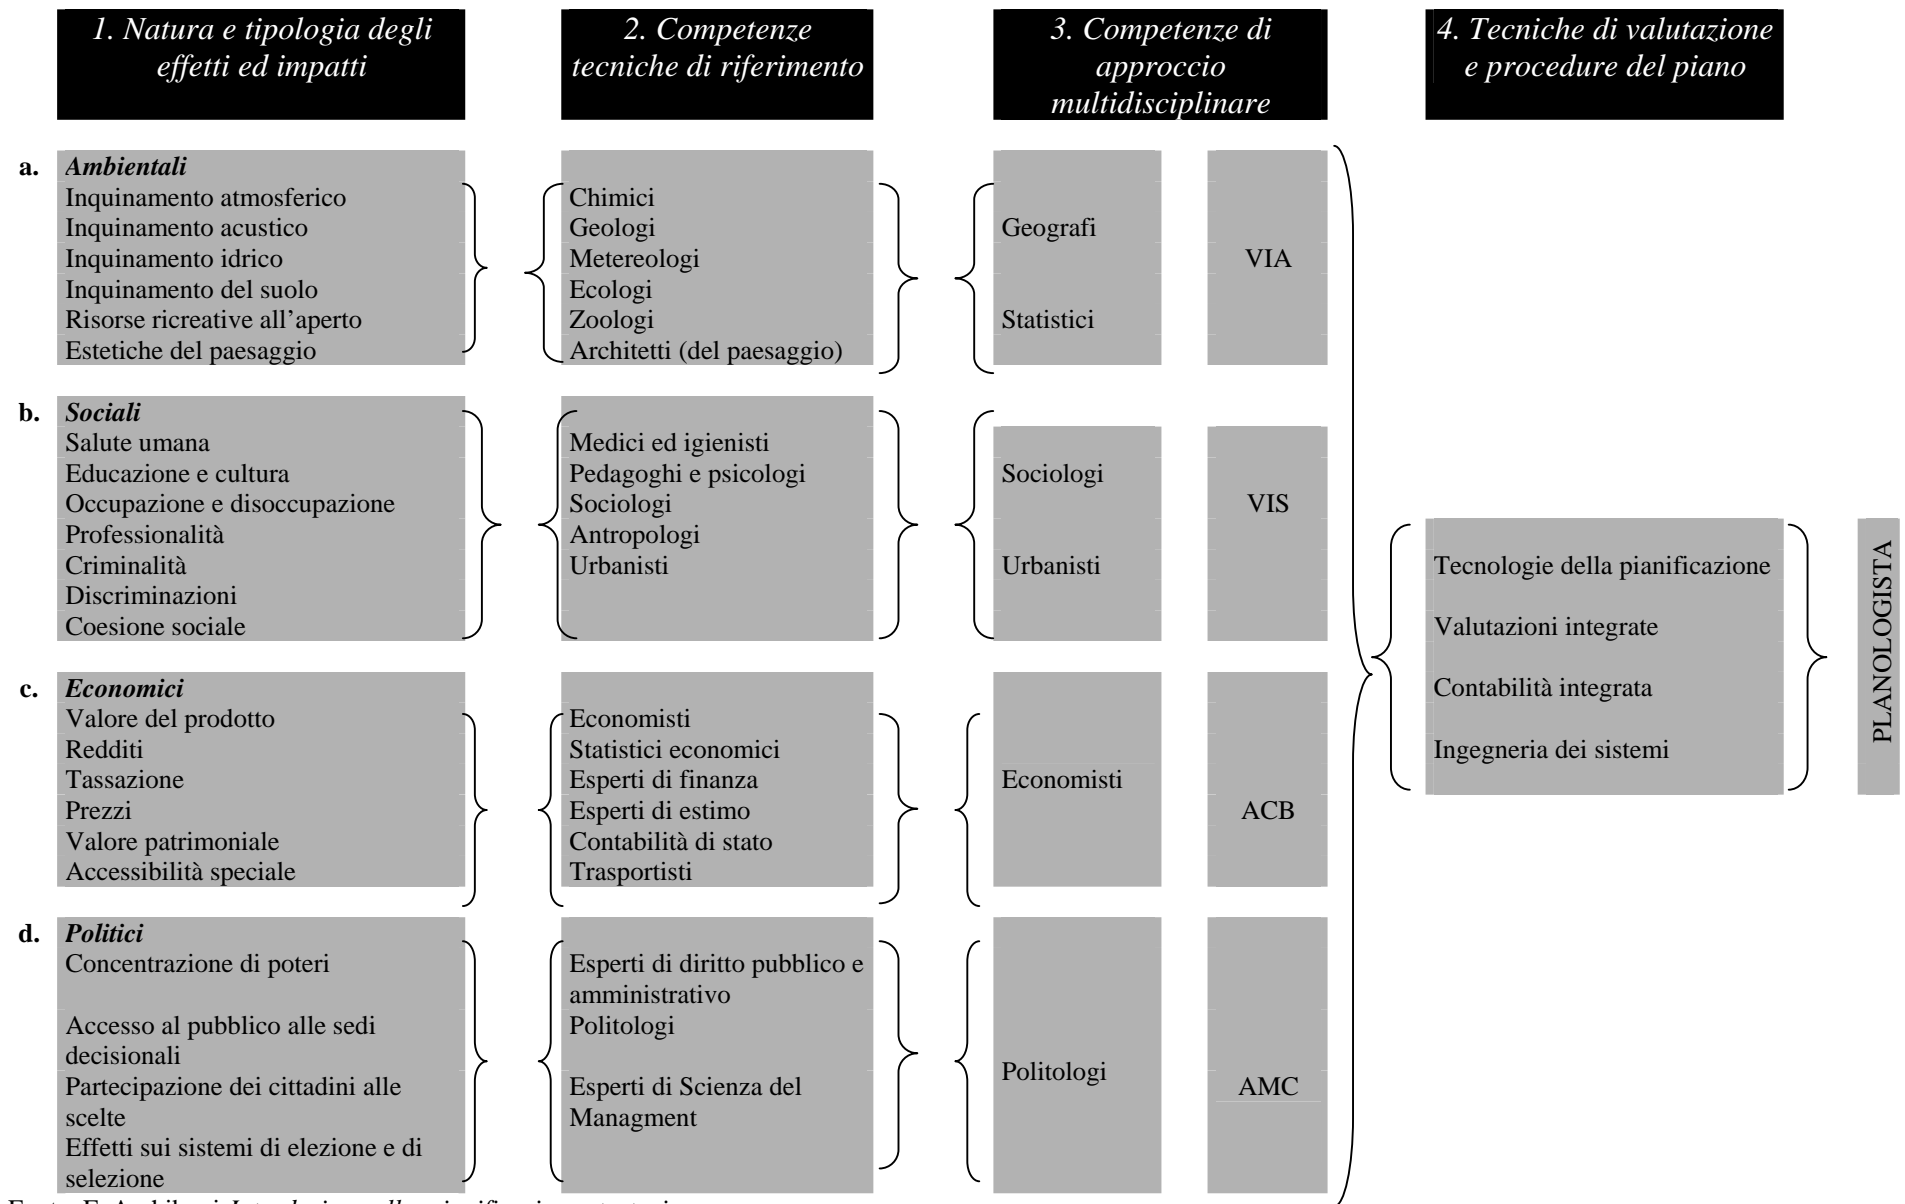 1. Natura e tipologia degli
effetti ed impatti
2. Competenze
tecniche di riferimento
3. Competenze di
approccio
multidisciplinare
4. Tecniche di valutazione
e procedure del piano
a. Ambientali
Inquinamento atmosferico
Inquinamento acustico
Inquinamento idrico
Inquinamento del suolo
Risorse ricreative all’aperto
Estetiche del paesaggio
Chimici
Geologi
Metereologi
Ecologi
Zoologi
Architetti (del paesaggio)
Geografi
Statistici
VIA
b. Sociali
Salute umana
Educazione e cultura
Occupazione e disoccupazione
Professionalità
Criminalità
Discriminazioni
Coesione sociale
Medici ed igienisti
Pedagoghi e psicologi
Sociologi
Antropologi
Urbanisti
Sociologi
Urbanisti
VIS
c. Economici
Valore del prodotto
Redditi
Tassazione
Prezzi
Valore patrimoniale
Accessibilità speciale
Economisti
Statistici economici
Esperti di finanza
Esperti di estimo
Contabilità di stato
Trasportisti
Economisti
ACB
d. Politici
Concentrazione di poteri
Accesso al pubblico alle sedi
decisionali
Partecipazione dei cittadini alle
scelte
Effetti sui sistemi di elezione e di
selezione
Esperti di diritto pubblico e
amministrativo
Politologi
Esperti di Scienza del
Managment
Politologi
AMC
Tecnologie della pianificazione
Valutazioni integrate
Contabilità integrata
Ingegneria dei sistemi
PLANOLOGISTA